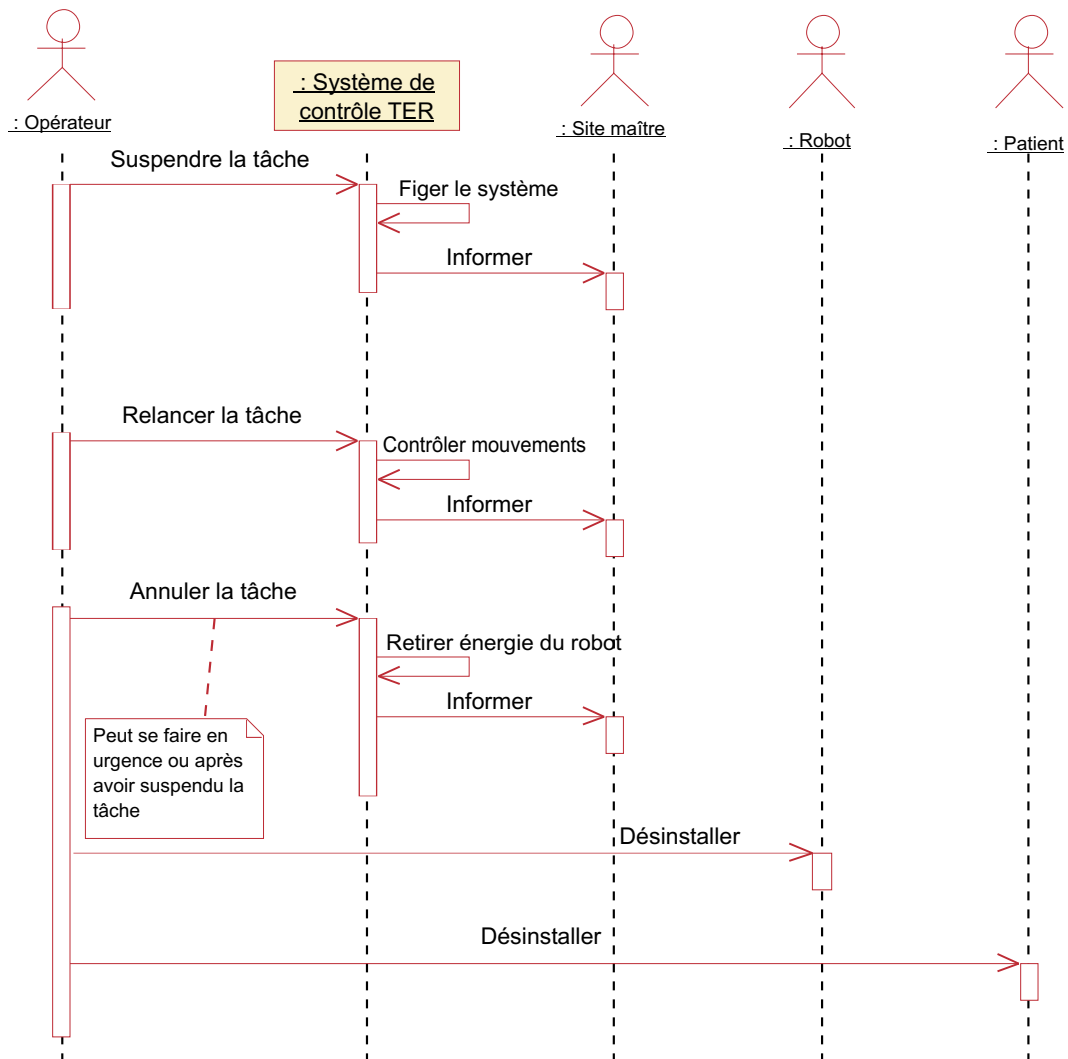 : Opérateur
: Système de
contrôle TER
: Site maître
: Robot
: Patient
Suspendre la tâche
Figer le système
Informer
Relancer la tâche
Contrôler mouvements
Informer
Annuler la tâche
Retirer énergie du robot
Informer
Peut se faire en
urgence ou après
avoir suspendu la
tâche
Désinstaller
Désinstaller